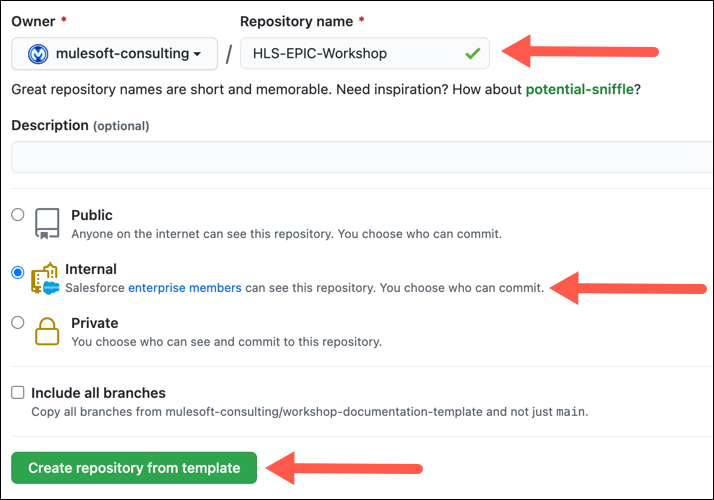 Owner * Repository name *
mulesoft-consulting / HLS-EPIC-Workshop
Great repository names are short and memorable. Need inspiration? How about potential-sniffle?
Description (optional)
Public
Anyone on the internet can see this repository. You choose who can commit.
Internal
Salesforce enterprise members can see this repository. You choose who can commit.
Private
You choose who can see and commit to this repository.
Include all branches
Copy all branches from mulesoft-consulting/workshop-documentation-template and not just main.
Create repository from template